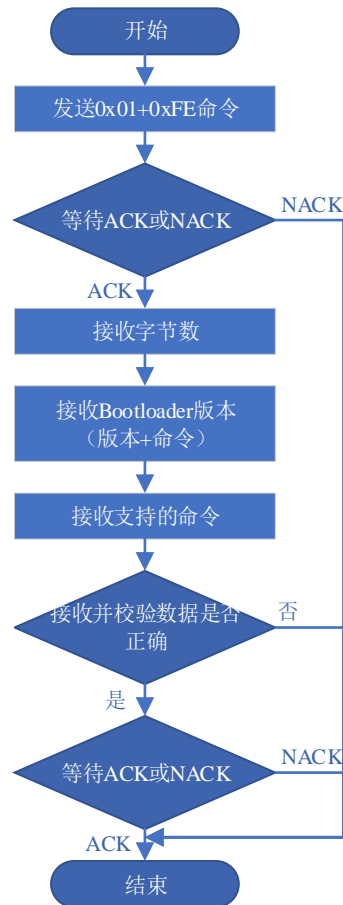 开始
发送0x01+0xFE命令
等待ACK或NACK
NACK
ACK
接收字节数
接收Bootloader版本
（版本+命令）
接收支持的命令
接收并校验数据是否
正确
否
是
等待ACK或NACK
NACK
ACK
结束